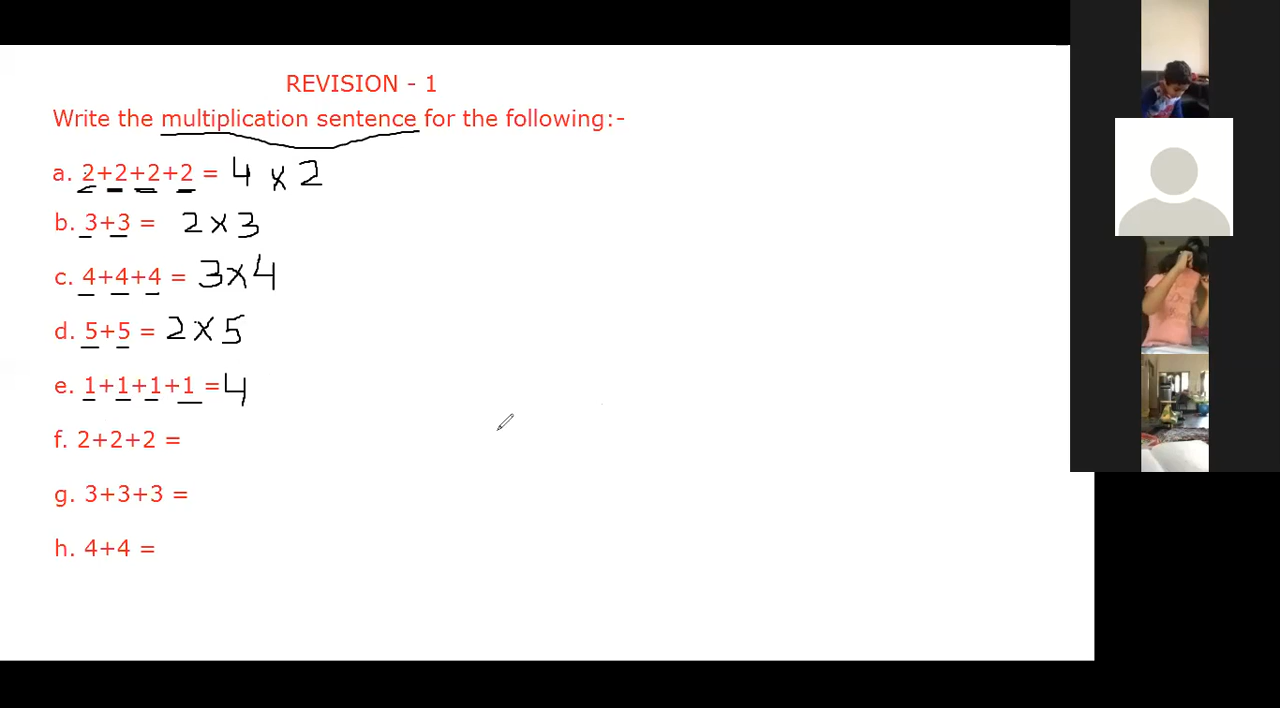 REVISION - 1
Write the multiplication sentence for the following:-
a. 2+2+2+2 = 4 x 2
b. 3+3 = 2 x 3
c. 4+4+4 = 3 x 4
d. 5+5 = 2 x 5
e. 1+1+1+1 = 4
f. 2+2+2 =
g. 3+3+3 =
h. 4+4 =